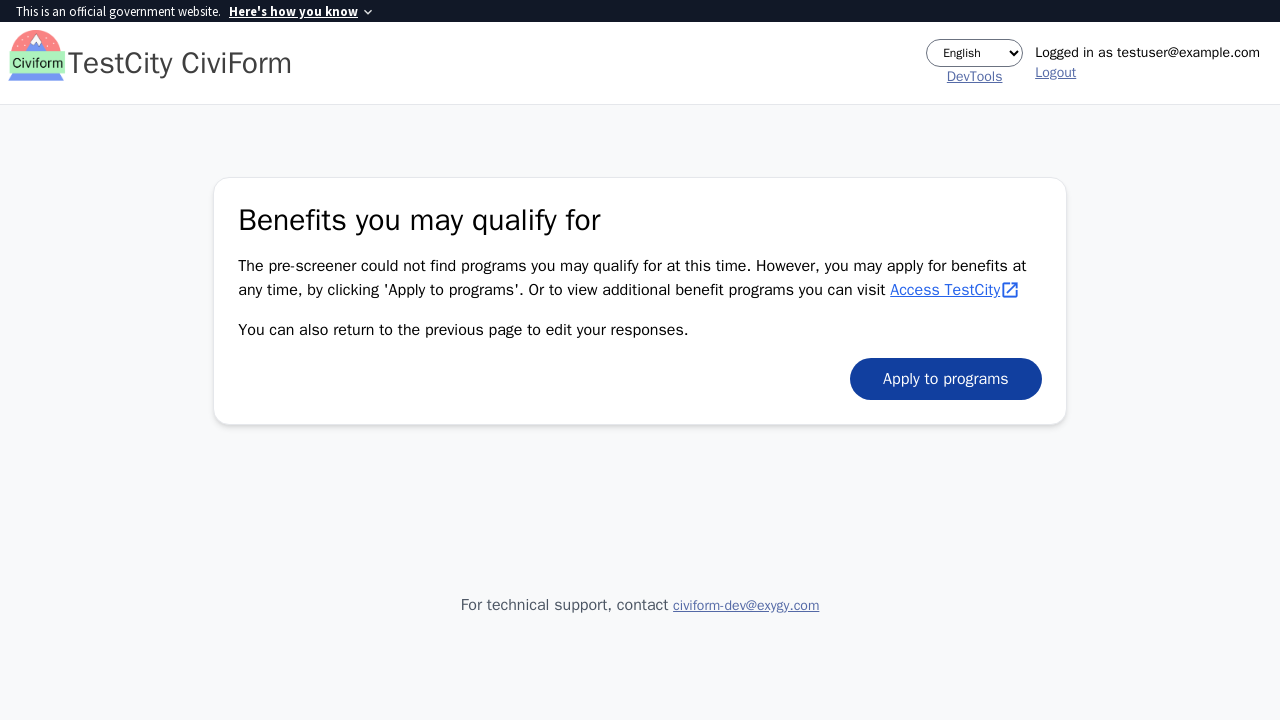 This is an official government website. Here's how you know
Civiform
TestCity CiviForm
English
DevTools
Logged in as testuser@example.com
Logout
Benefits you may qualify for
The pre-screener could not find programs you may qualify for at this time. However, you may apply for benefits at
any time, by clicking 'Apply to programs'. Or to view additional benefit programs you can visit Access TestCity
You can also return to the previous page to edit your responses.
Apply to programs
For technical support, contact civiform-dev@exygy.com